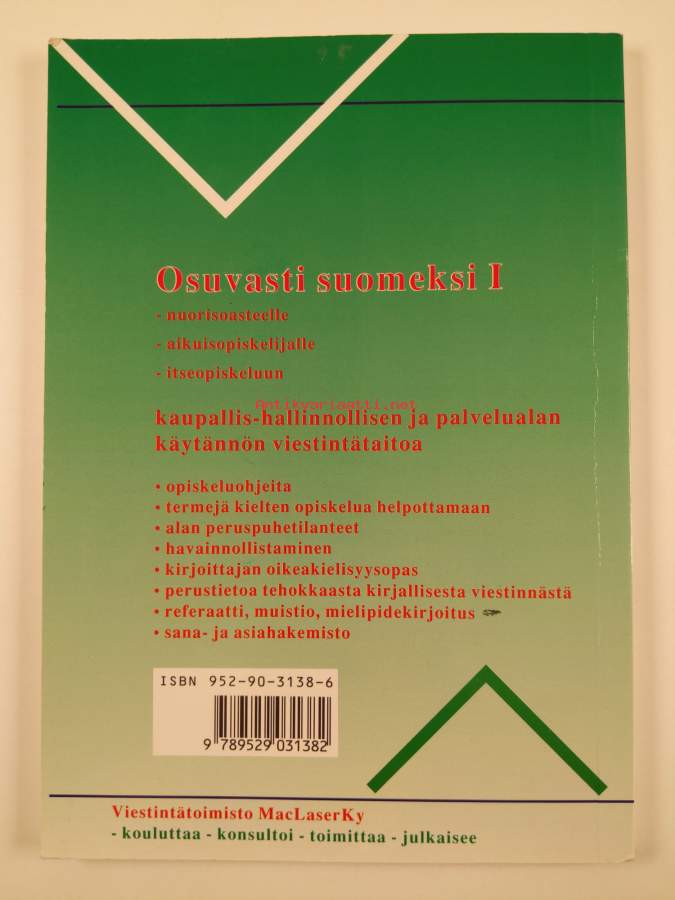 Osuvasti suomeksi I
- nuorisoasteelle
- aikuisopiskelijalle
- itseopiskeluun
Antikvariaatti.net
kaupallis-hallinnollisen ja palvelualan
käytännön viestintätaitoa
• opiskeluohjeita
• termejä kielten opiskelua helpottamaan
• alan peruspuhetilanteet
• havainnollistaminen
• kirjoittajan oikeakielisyysopas
• perustietoa tehokkaasta kirjallisesta viestinnästä
• referaatti, muistio, mielipidekirjoitus
• sana- ja asiahakemisto
ISBN 952-90-3138-6
9 789529 031382
Viestintätoimisto MacLaserKy
- kouluttaa - konsultoi - toimittaa - julkaisee